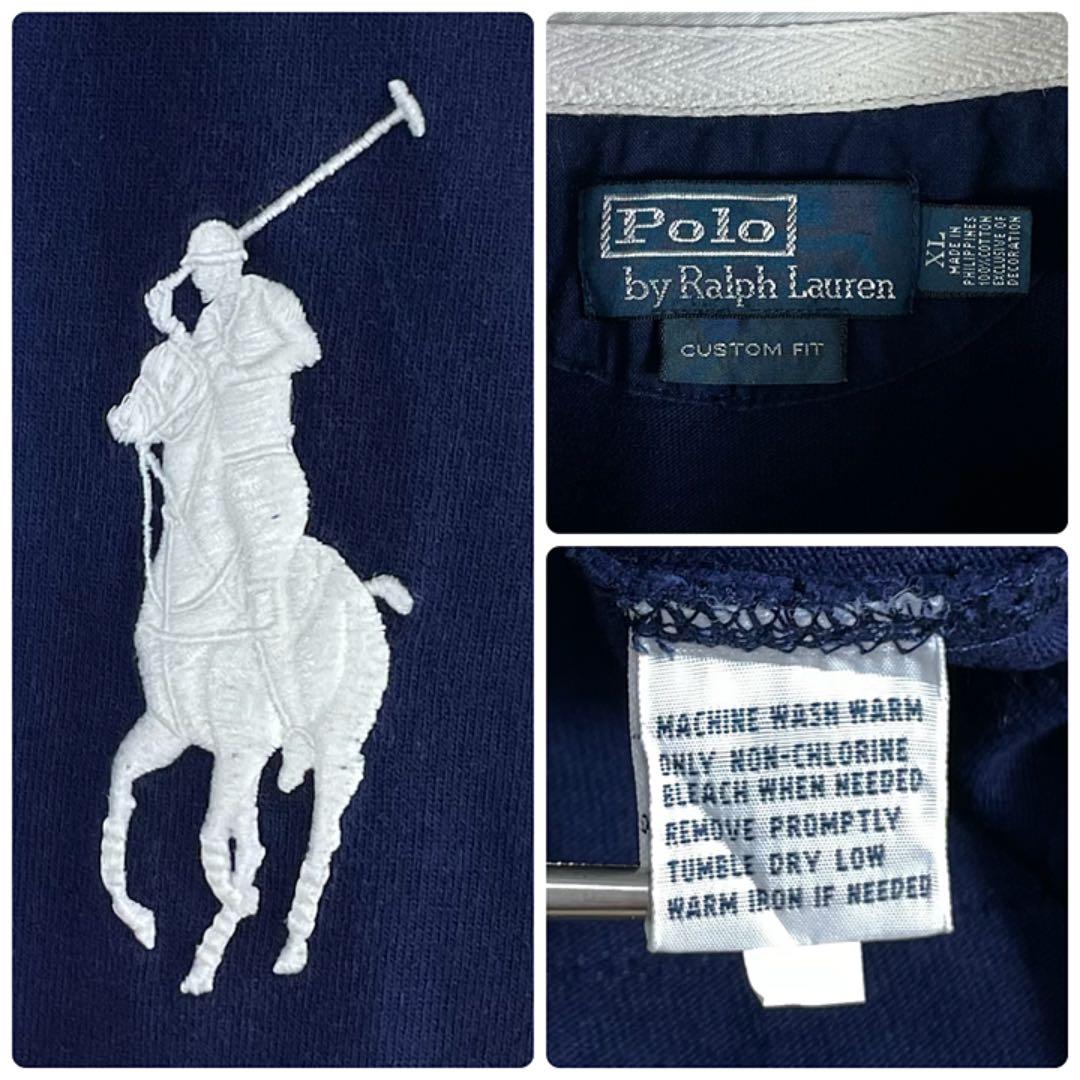 Polo
by Ralph Lauren
CUSTOM FIT
XL
MADE IN
PHILIPPINES
100%COTTON
EXCLUSIVE OF
DECORATION
MACHINE WASH WARM
ONLY NON-CHLORINE
BLEACH WHEN NEEDED
REMOVE PROMPTLY
TUMBLE DRY LOW
WARM IRON IF NEEDED